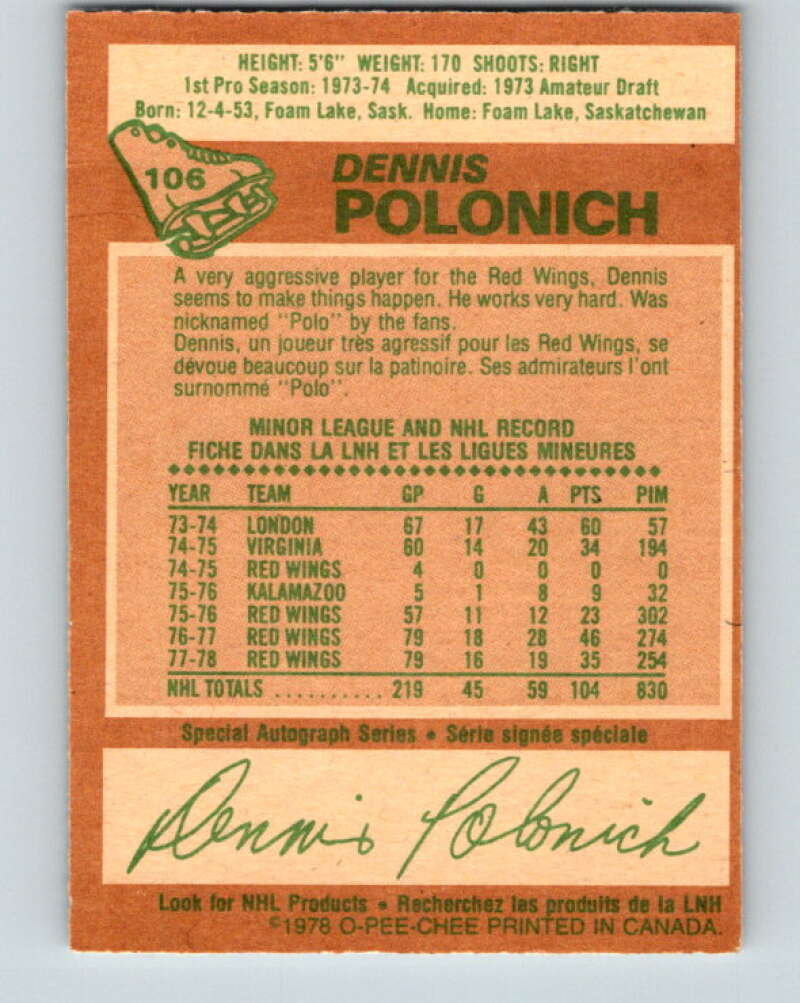 HEIGHT: 5'6" WEIGHT: 170 SHOOTS: RIGHT
1st Pro Season: 1973-74 Acquired: 1973 Amateur Draft
Born: 12-4-53, Foam Lake, Sask. Home: Foam Lake, Saskatchewan
106
DENNIS
POLONICH
A very aggressive player for the Red Wings, Dennis
seems to make things happen. He works very hard. Was
nicknamed "Polo" by the fans.
Dennis, un joueur très agressif pour les Red Wings, se
dévoue beaucoup sur la patinoire. Ses admirateurs l'ont
surnommé "Polo".
MINOR LEAGUE AND NHL RECORD
FICHE DANS LA LNH ET LES LIGUES MINEURES
YEAR TEAM GP G A PTS PIM
73-74 LONDON 67 17 43 60 57
74-75 VIRGINIA 60 14 20 34 194
74-75 RED WINGS 4 0 0 0 0
75-76 KALAMAZOO 5 1 8 9 32
75-76 RED WINGS 57 11 12 23 302
76-77 RED WINGS 79 18 28 46 274
77-78 RED WINGS 79 16 19 35 254
NHL TOTALS .......... 219 45 59 104 830
Special Autograph Series • Série signée spéciale
Dennis Polonich
Look for NHL Products • Recherchez les produits de la LNH
©1978 O-PEE-CHEE PRINTED IN CANADA.